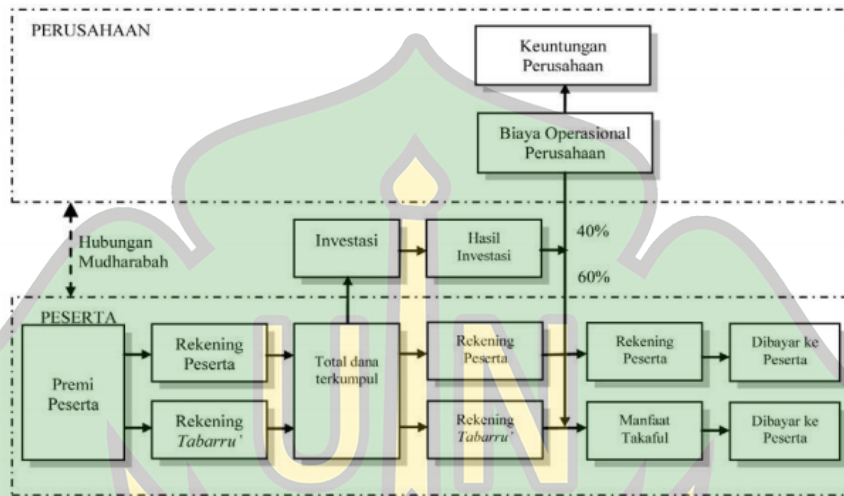 PERUSAHAAN
Keuntungan
Perusahaan
Biaya Operasional
Perusahaan
Hubungan
Mudharabah
Investasi
Hasil
Investasi
40%
60%
PESERTA
Premi
Peserta
Rekening
Peserta
Rekening
Tabarru’
Total dana
terkumpul
Rekening
Peserta
Rekening
Tabarru’
Rekening
Peserta
Manfaat
Takaful
Dibayar ke
Peserta
Dibayar ke
Peserta
UIN